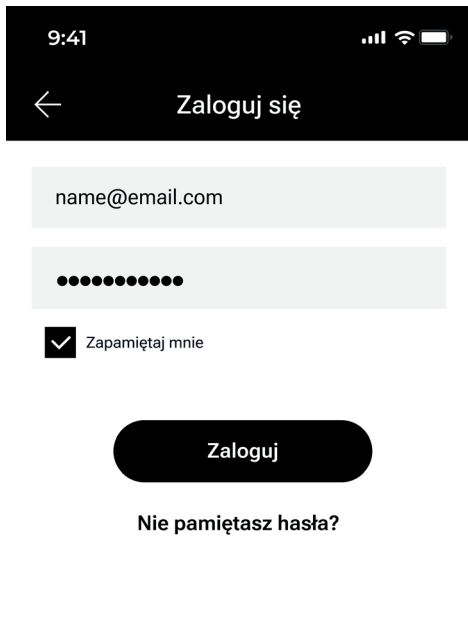 9:41
Zaloguj się
name@email.com
●●●●●●●●●●●
Zapamiętaj mnie
Zaloguj
Nie pamiętasz hasła?